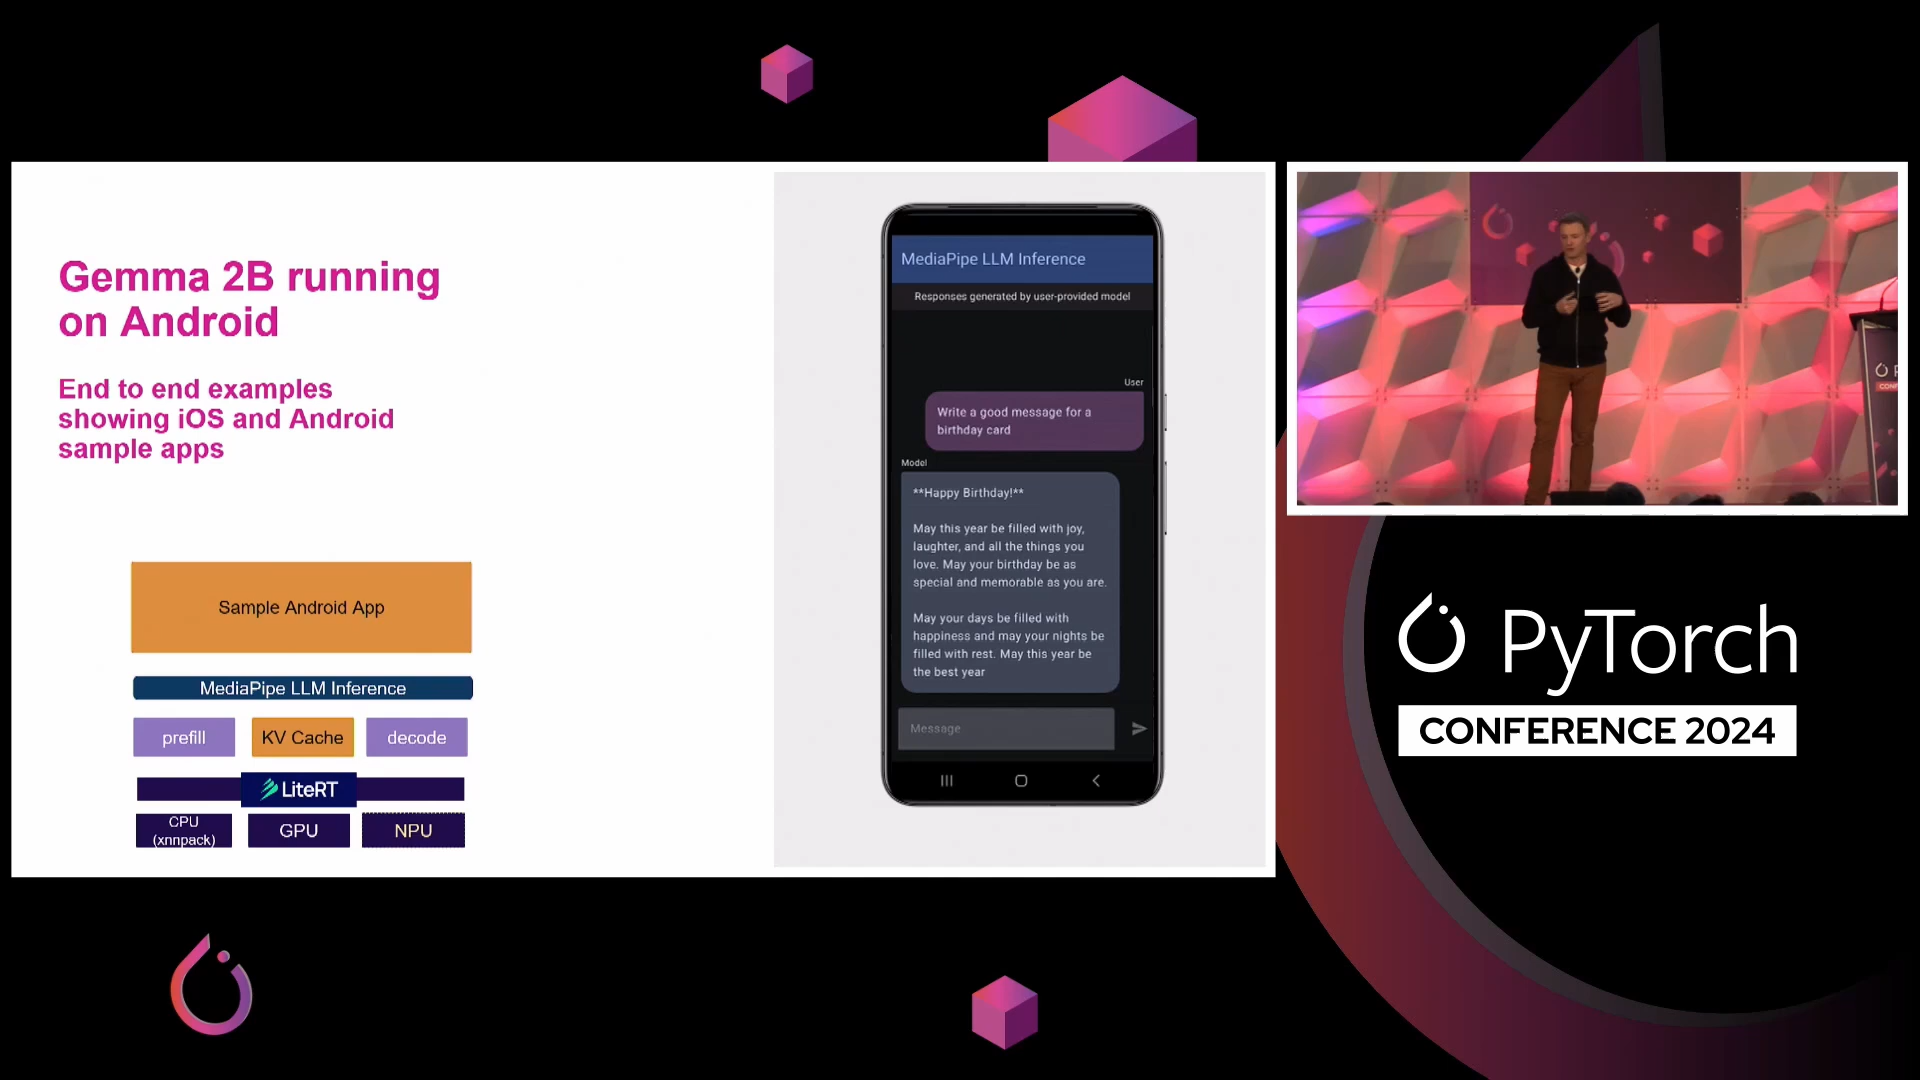 Gemma 2B running
on Android
End to end examples
showing iOS and Android
sample apps
Sample Android App
MediaPipe LLM Inference
prefill
KV Cache
decode
LiteRT
CPU
(xnnpack)
GPU
NPU
MediaPipe LLM Inference
Responses generated by user-provided model
User
Write a good message for a
birthday card
Model
**Happy Birthday!**
May this year be filled with joy,
laughter, and all the things you
love. May your birthday be as
special and memorable as you are.
May your days be filled with
happiness and may your nights be
filled with rest. May this year be
the best year
Message
PyTorch
CONFERENCE 2024